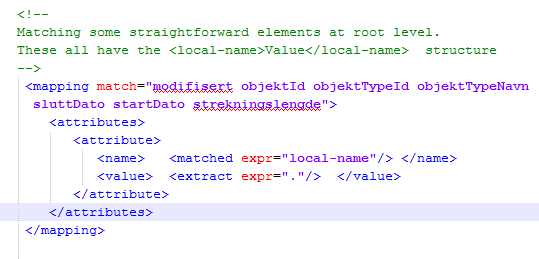 <!--
Matching some straightforward elements at root level.
These all have the <local-name>Value</local-name>  structure
-->
<mapping match="modifisert objektId objektTypeId objektTypeNavn
sluttDato startDato strekningslengde">
<attributes>
<attribute>
<name>   <matched expr="local-name"/> </name>
<value>  <extract expr="."/>  </value>
</attribute>
</attributes>
</mapping>